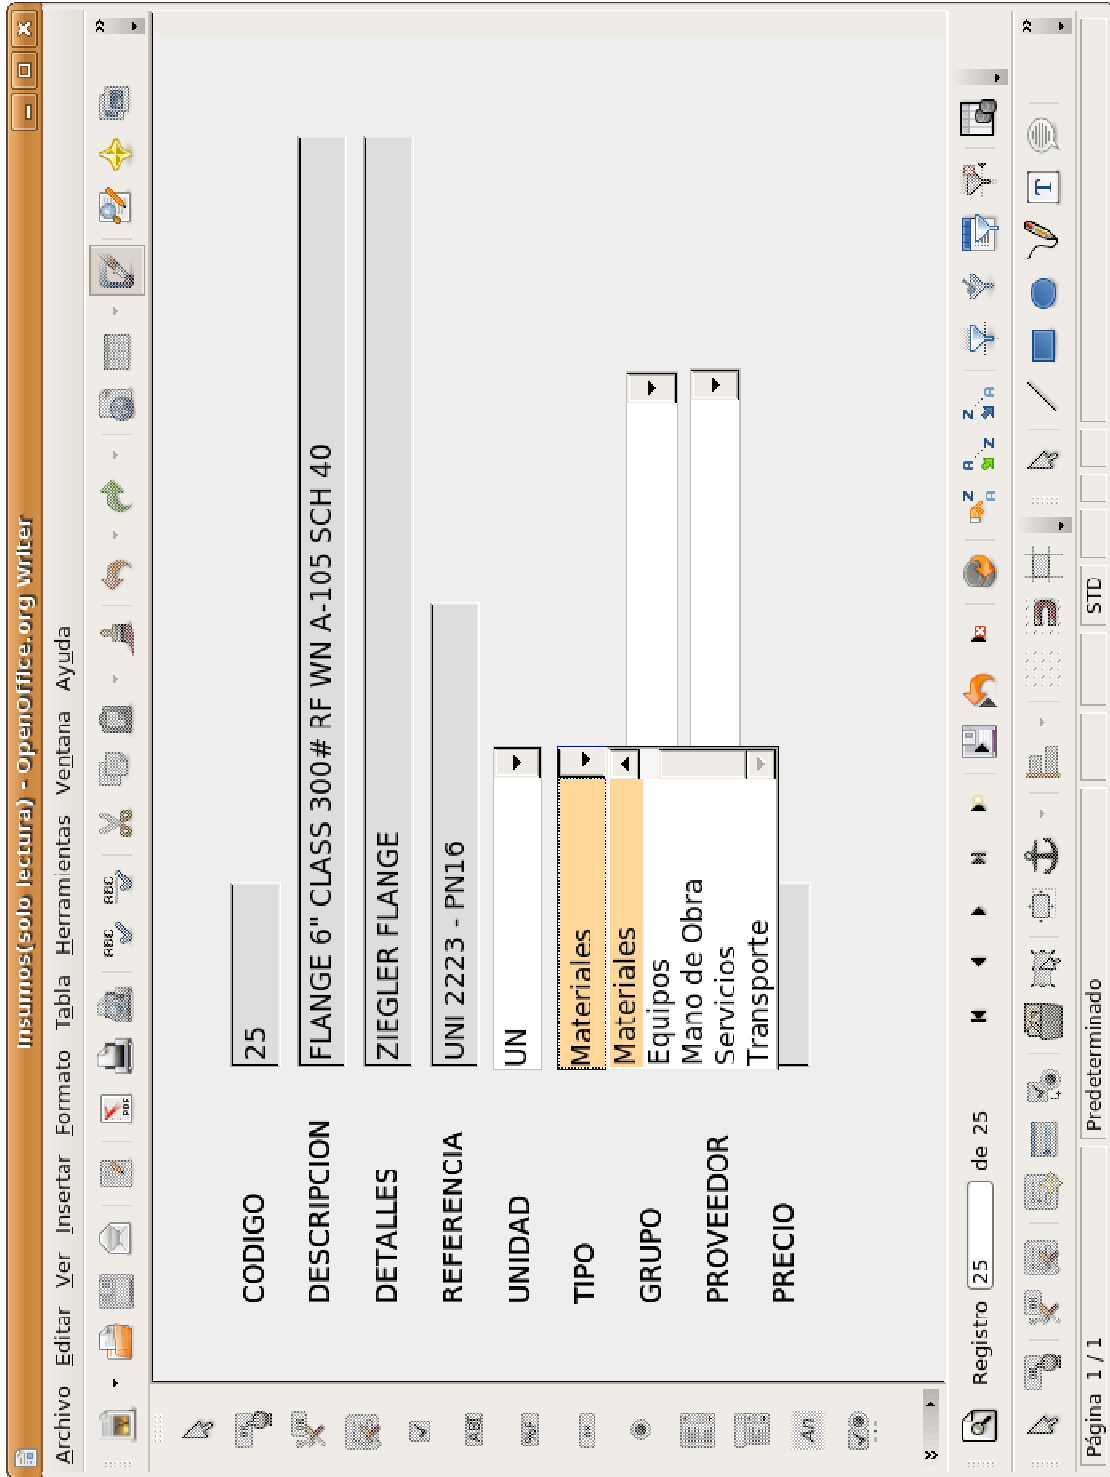 Insumos(solo lectura) - OpenOffice.org Writer
Archivo Editar Ver Insertar Formato Tabla Herramientas Ventana Ayuda
CODIGO 25
DESCRIPCION FLANGE 6" CLASS 300# RF WN A-105 SCH 40
DETALLES ZIEGLER FLANGE
REFERENCIA UNI 2223 - PN16
UNIDAD UN
TIPO Materiales
Materiales
Equipos
Mano de Obra
Servicios
Transporte
GRUPO
PROVEEDOR
PRECIO
Registro 25 de 25
Página 1 / 1 Predeterminado STD